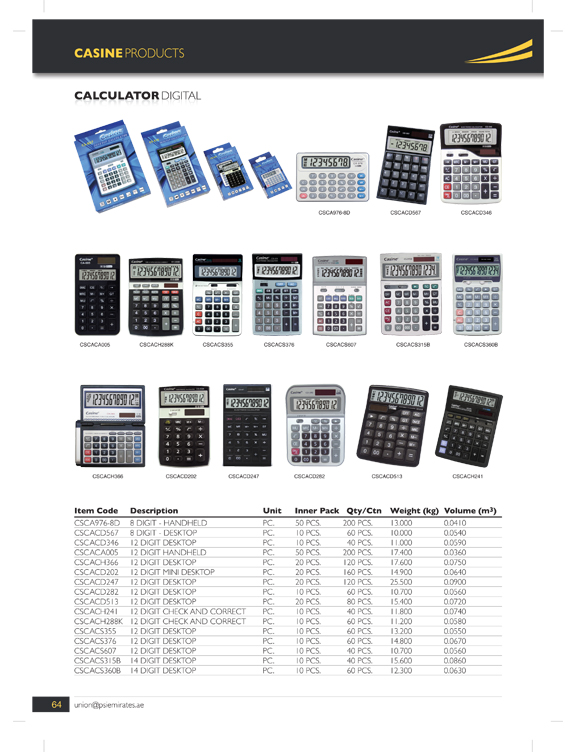 CASINE PRODUCTS
CALCULATOR DIGITAL
CSCA976-8D CSCACD567 CSCACD346
CSCACA005 CSCACH288K CSCACS355 CSCACS376 CSCACS607 CSCACS315B CSCACS360B
CSCACH366 CSCACD202 CSCACD247 CSCACD282 CSCACD513 CSCACH241
Item Code Description Unit Inner Pack Qty/Ctn Weight (kg) Volume (m³)
CSCA976-8D 8 DIGIT - HANDHELD PC. 50 PCS. 200 PCS. 13.000 0.0410
CSCACD567 8 DIGIT - DESKTOP PC. 10 PCS. 60 PCS. 10.000 0.0540
CSCACD346 12 DIGIT DESKTOP PC. 10 PCS. 40 PCS. 11.000 0.0590
CSCACA005 12 DIGIT HANDHELD PC. 50 PCS. 200 PCS. 17.400 0.0360
CSCACH366 12 DIGIT DESKTOP PC. 20 PCS. 120 PCS. 17.600 0.0750
CSCACD202 12 DIGIT MINI DESKTOP PC. 20 PCS. 160 PCS. 14.900 0.0640
CSCACD247 12 DIGIT DESKTOP PC. 20 PCS. 120 PCS. 25.500 0.0900
CSCACD282 12 DIGIT DESKTOP PC. 10 PCS. 60 PCS. 10.700 0.0560
CSCACD513 12 DIGIT DESKTOP PC. 20 PCS. 80 PCS. 15.400 0.0720
CSCACH241 12 DIGIT CHECK AND CORRECT PC. 10 PCS. 40 PCS. 11.800 0.0740
CSCACH288K 12 DIGIT CHECK AND CORRECT PC. 10 PCS. 60 PCS. 11.200 0.0580
CSCACS355 12 DIGIT DESKTOP PC. 10 PCS. 60 PCS. 13.200 0.0550
CSCACS376 12 DIGIT DESKTOP PC. 10 PCS. 60 PCS. 14.800 0.0670
CSCACS607 12 DIGIT DESKTOP PC. 10 PCS. 40 PCS. 10.700 0.0560
CSCACS315B 14 DIGIT DESKTOP PC. 10 PCS. 40 PCS. 15.600 0.0860
CSCACS360B 14 DIGIT DESKTOP PC. 10 PCS. 60 PCS. 12.300 0.0630
64 union@psiemirates.ae